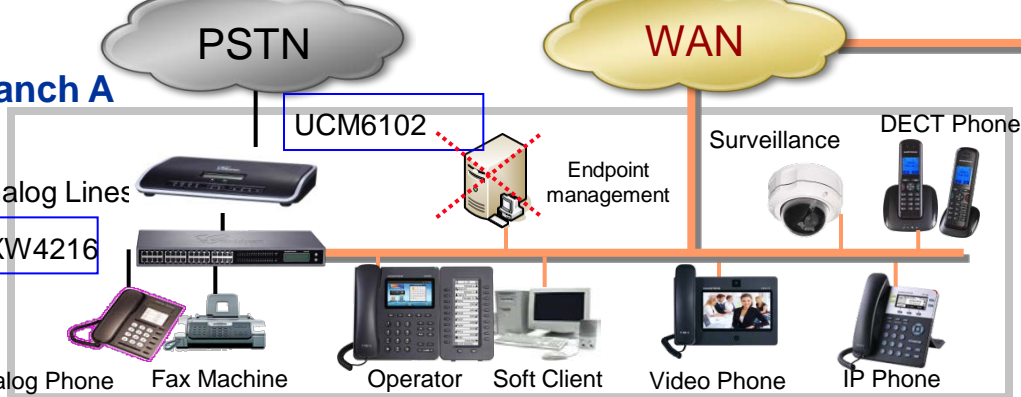 PSTN
WAN
anch A
UCM6102
Surveillance
DECT Phone
Endpoint
management
alog Lines
XW4216
alog Phone
Fax Machine
Operator
Soft Client
Video Phone
IP Phone